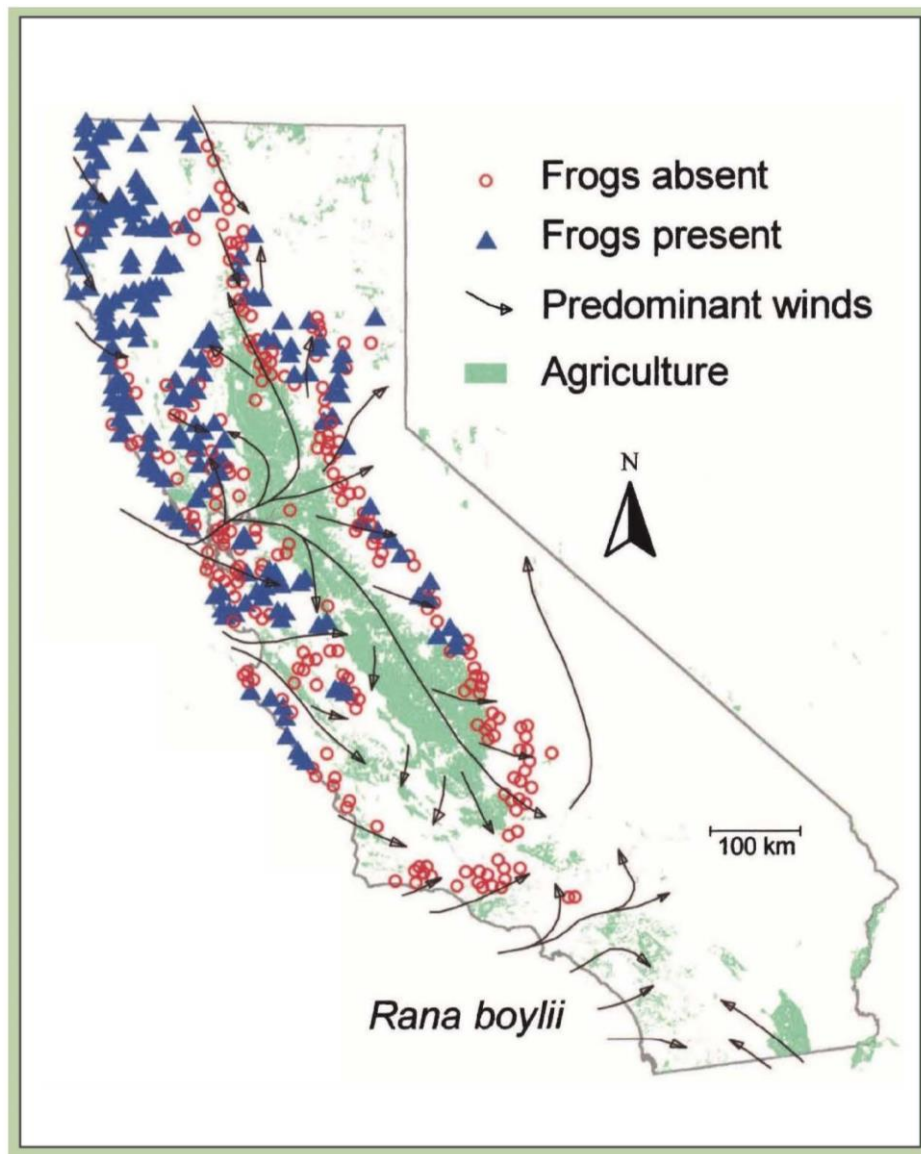 Frogs absent
Frogs present
Predominant winds
Agriculture
N
100 km
Rana boylii